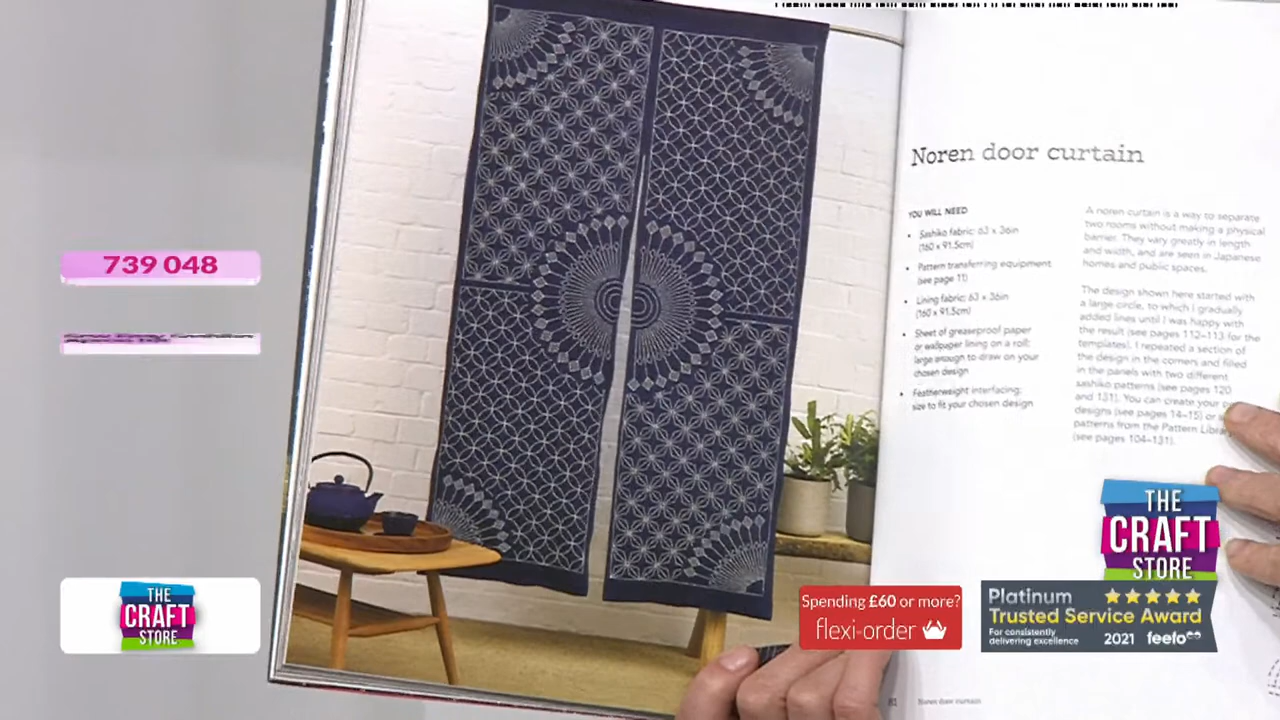 739 048
THE
CRAFT
STORE
Noren door curtain
YOU WILL NEED
• Sashiko fabric: 63 x 36in
(160 x 91.5cm)
• Pattern transferring equipment
(see page 11)
• Lining fabric: 63 x 36in
(160 x 91.5cm)
• Sheet of greaseproof paper
or wallpaper lining on a roll:
large enough to draw on your
chosen design
• Featherweight interfacing:
size to fit your chosen design
A noren curtain is a way to separate
two rooms without making a physical
barrier. They vary greatly in length
and width, and are seen in Japanese
homes and public spaces.
The design shown here started with
a large circle, to which I gradually
added lines until I was happy with
the result (see pages 112–113 for the
templates). I repeated a section of
the design in the corners and filled
in the panels with two different
sashiko patterns (see pages 120
and 131). You can create your
designs (see pages 14–15) or
patterns from the Pattern
(see pages 104–131).
THE
CRAFT
STORE
Spending £60 or more?
flexi-order
Platinum
Trusted Service Award
For consistently
delivering excellence
2021 feefo
81 Noren door curtain